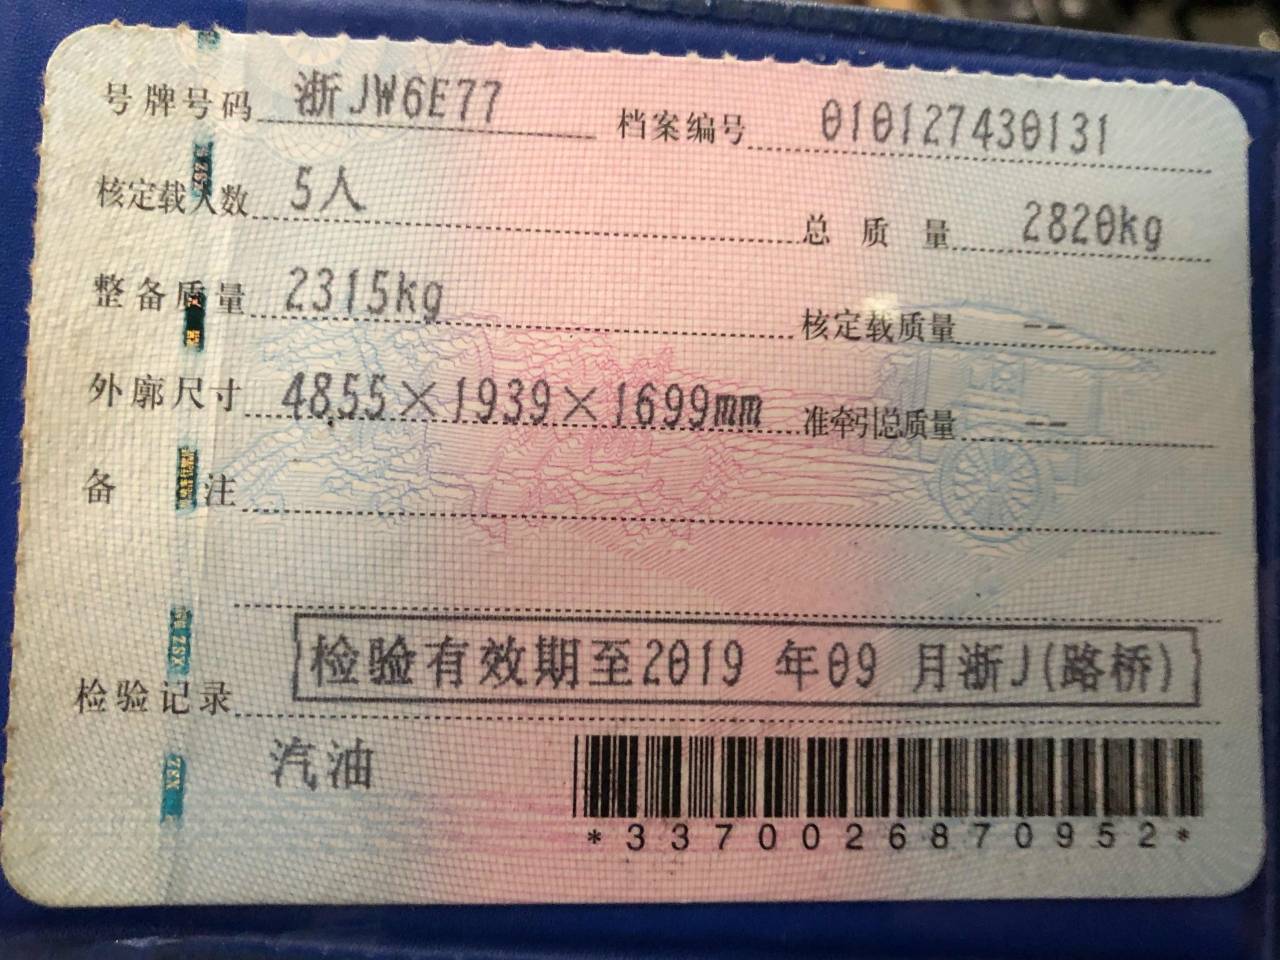 号牌号码 浙JW6E77 档案编号 010127430131
核定载人数 5人 总质量 2820kg
整备质量 2315kg 核定载质量 --
外廓尺寸 4855×1939×1699mm 准牵引总质量 --
备注
检验记录 检验有效期至2019年09月浙J(路桥)
汽油
*3370026870952*